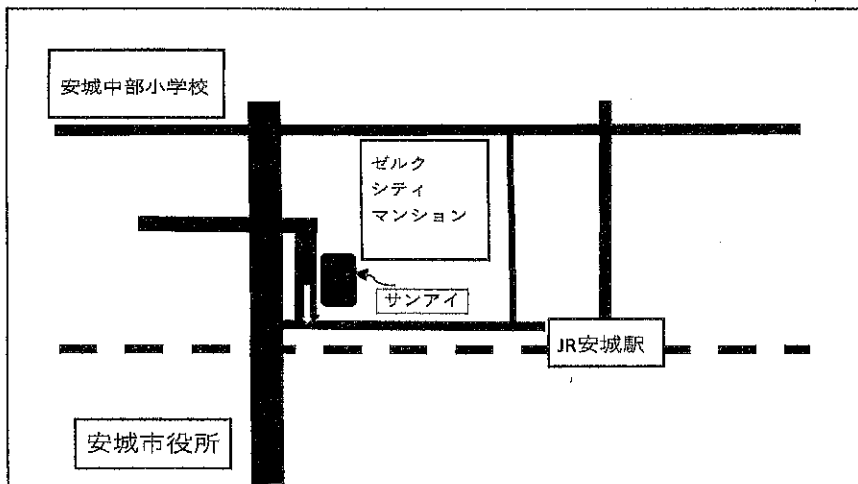 安城中部小学校
ゼルク
シティ
マンション
サンアイ
JR安城駅
安城市役所